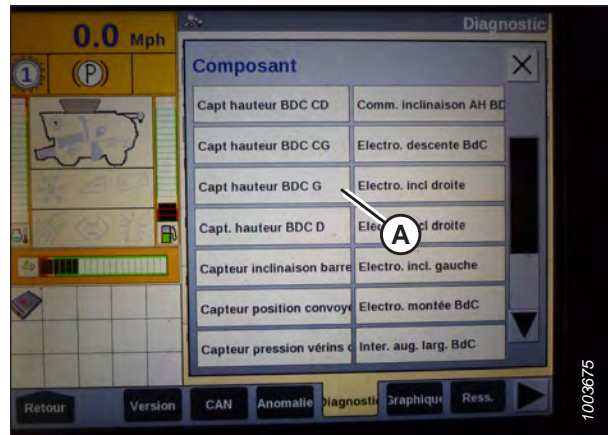 0.0 Mph
Diagnostic
1
(P)
Composant
Capt hauteur BDC CD
Comm. inclinaison AH BD
Capt hauteur BDC CG
Electro. descente BdC
Capt hauteur BDC G
Electro. incl droite
Capt. hauteur BDC D
droite
A
Capteur inclinaison barre
Electro. incl. gauche
Capteur position convoye
Electro. montée BdC
Capteur pression vérins
Inter. aug. larg. BdC
Retour
Version
CAN
Anomalie
Diagnosti
Graphique
Ress.
1003675